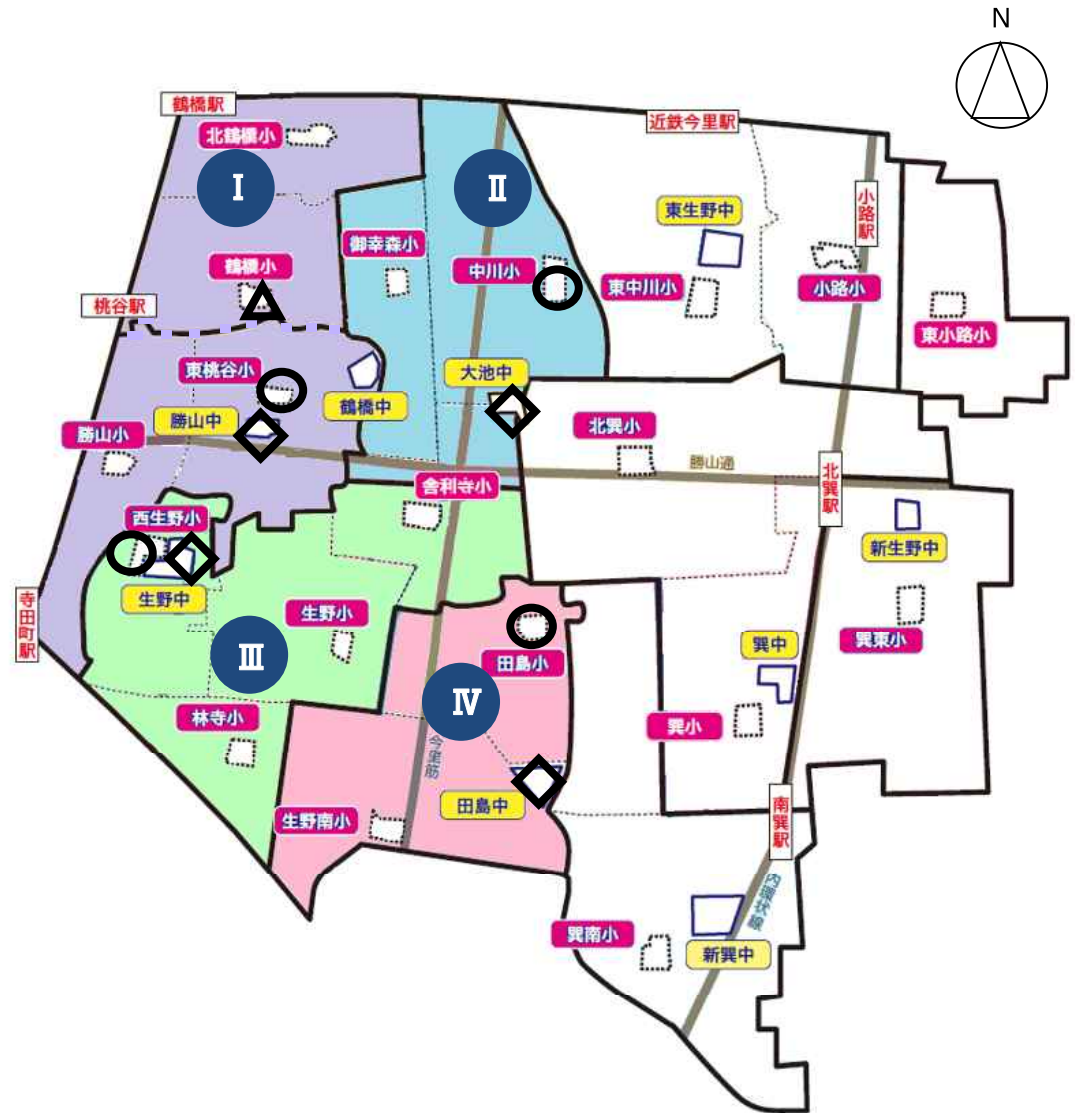 N
鶴橋駅
近鉄今里駅
北鶴橋小
Ⅰ
Ⅱ
小路駅
東生野中
御幸森小
鶴橋小
中川小
東中川小
小路小
桃谷駅
東小路小
東桃谷小
大池中
鶴橋中
勝山中
勝山小
北巽小
勝山通
北巽駅
舎利寺小
西生野小
新生野中
生野中
寺田町駅
生野小
巽東小
巽中
Ⅲ
田島小
Ⅳ
林寺小
巽小
今里筋
田島中
生野南小
南巽駅
内環状線
巽南小
新巽中